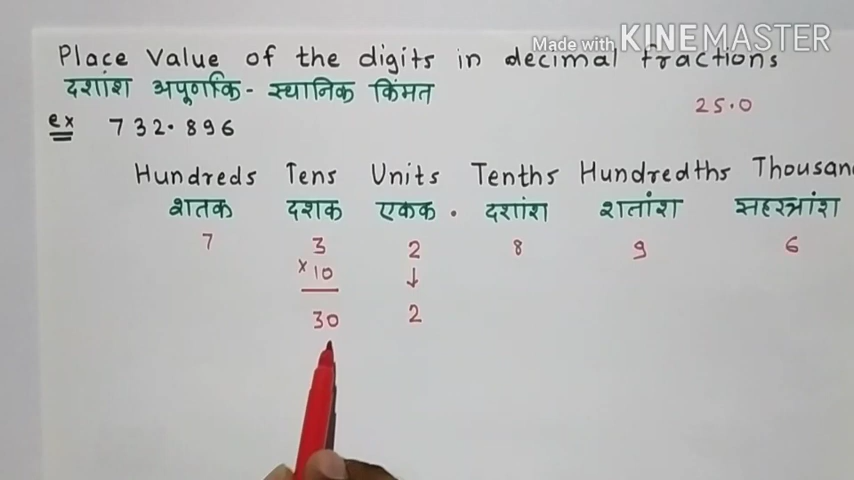 Made with KINEMASTER
Place Value of the digits in decimal fractions
दशांश अपूर्णांक - स्थानिक किंमत
25.0
ex 732.896
Hundreds Tens Units Tenths Hundredths Thousan
शतक दशक एकक . दशांश शतांश सहस्त्रांश
7 3 2 8 9 6
×10 ↓
30 2